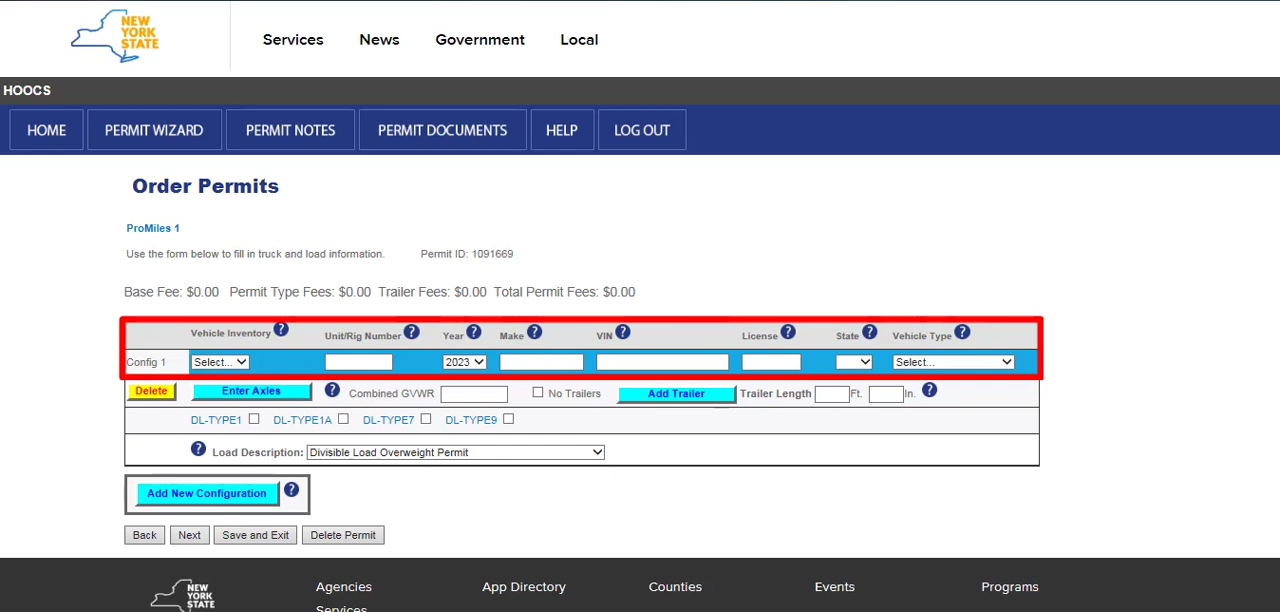 NEW
YORK
STATE
Services News Government Local
HOOCS
HOME PERMIT WIZARD PERMIT NOTES PERMIT DOCUMENTS HELP LOG OUT
Order Permits
ProMiles 1
Use the form below to fill in truck and load information. Permit ID: 1091669
Base Fee: $0.00 Permit Type Fees: $0.00 Trailer Fees: $0.00 Total Permit Fees: $0.00
Vehicle Inventory ? Unit/Rig Number ? Year ? Make ? VIN ? License ? State ? Vehicle Type ?
Config 1 Select... 2023 Select...
Delete Enter Axles ? Combined GVWR No Trailers Add Trailer Trailer Length Ft. In. ?
DL-TYPE1 DL-TYPE1A DL-TYPE7 DL-TYPE9
? Load Description: Divisible Load Overweight Permit
Add New Configuration ?
Back Next Save and Exit Delete Permit
NEW
YORK
STATE
Agencies App Directory Counties Events Programs
Services